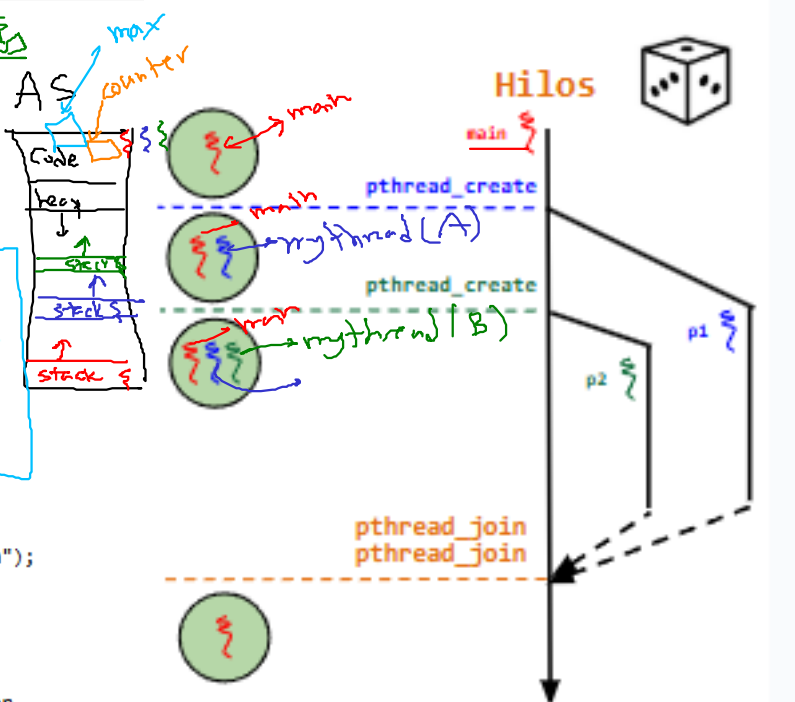 max
counter
AS
Code
heap
stack
stack
stack
main
main
mythread(A)
main
mythread(B)
Hilos
main
pthread_create
pthread_create
p1
p2
pthread_join
pthread_join
");